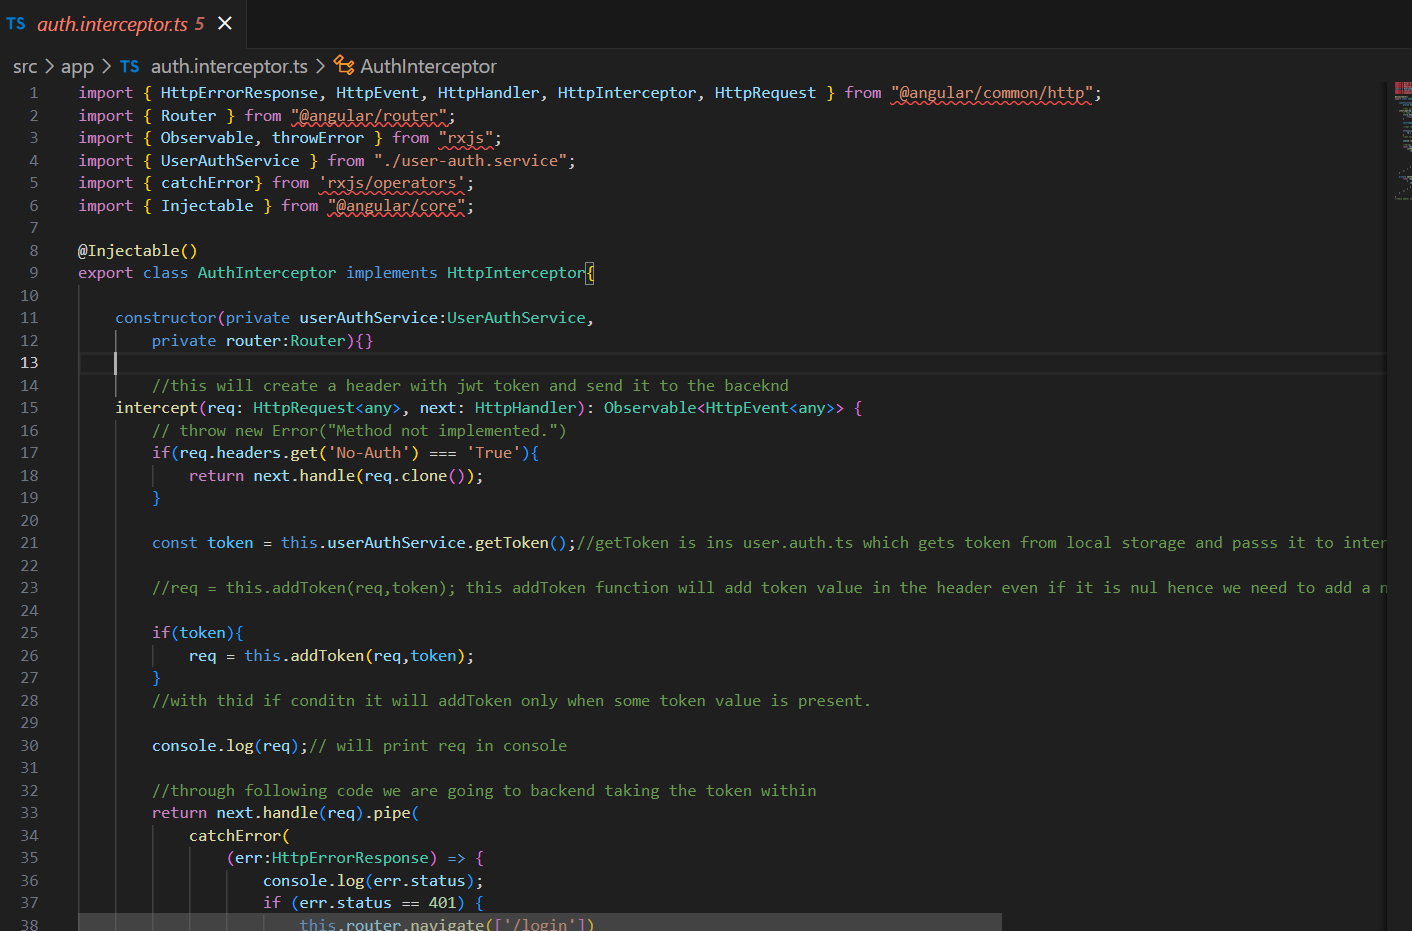 TS auth.interceptor.ts 5
src > app > TS auth.interceptor.ts > AuthInterceptor
1 import { HttpErrorResponse, HttpEvent, HttpHandler, HttpInterceptor, HttpRequest } from "@angular/common/http";
2 import { Router } from "@angular/router";
3 import { Observable, throwError } from "rxjs";
4 import { UserAuthService } from "./user-auth.service";
5 import { catchError} from 'rxjs/operators';
6 import { Injectable } from "@angular/core";
7
8 @Injectable()
9 export class AuthInterceptor implements HttpInterceptor{
10
11 constructor(private userAuthService:UserAuthService,
12 private router:Router){}
13
14 //this will create a header with jwt token and send it to the baceknd
15 intercept(req: HttpRequest<any>, next: HttpHandler): Observable<HttpEvent<any>> {
16 // throw new Error("Method not implemented.")
17 if(req.headers.get('No-Auth') === 'True'){
18 return next.handle(req.clone());
19 }
20
21 const token = this.userAuthService.getToken();//getToken is ins user.auth.ts which gets token from local storage and passs it to inter
22
23 //req = this.addToken(req,token); this addToken function will add token value in the header even if it is nul hence we need to add a n
24
25 if(token){
26 req = this.addToken(req,token);
27 }
28 //with thid if conditn it will addToken only when some token value is present.
29
30 console.log(req);// will print req in console
31
32 //through following code we are going to backend taking the token within
33 return next.handle(req).pipe(
34 catchError(
35 (err:HttpErrorResponse) => {
36 console.log(err.status);
37 if (err.status == 401) {
38 this.router.navigate(['/login'])